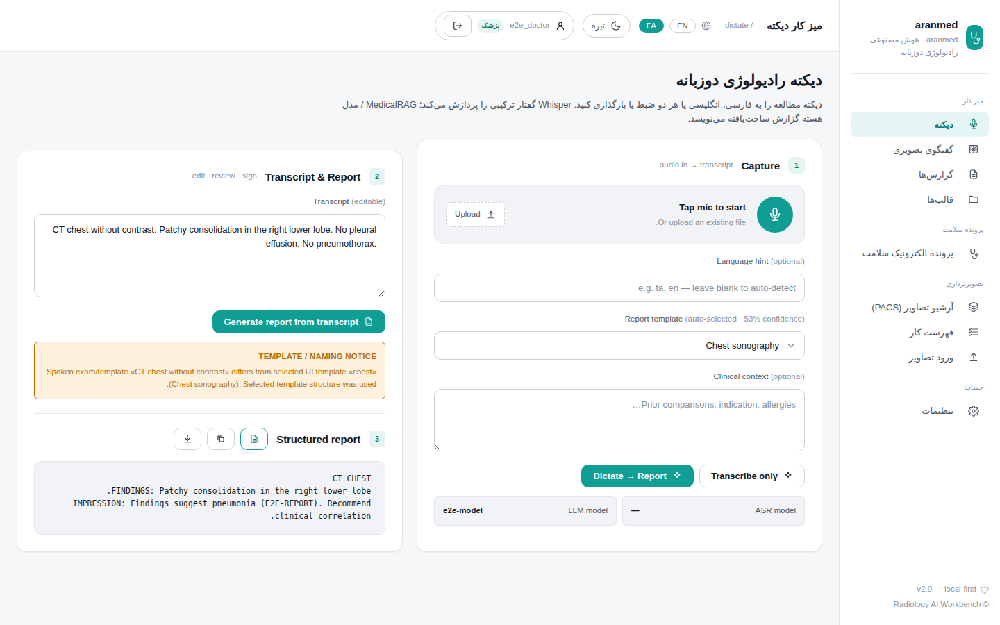 aranmed
aranmed · هوش مصنوعی
رادیولوژی دوزبانه
میز کار
دیکته
گفتگوی تصویری
گزارش‌ها
قالب‌ها
پرونده سلامت
پرونده الکترونیک سلامت
تصویربرداری
آرشیو تصاویر (PACS)
فهرست کار
ورود تصاویر
حساب
تنظیمات
v2.0 — local-first
Radiology AI Workbench ©
میز کار دیکته
dictate /
EN
FA
تیره
e2e_doctor
پزشک
دیکته رادیولوژی دوزبانه
دیکته مطالعه را به فارسی، انگلیسی یا هر دو ضبط یا بارگذاری کنید. Whisper گفتار ترکیبی را پردازش می‌کند؛ MedicalRAG / مدل
هسته گزارش ساخت‌یافته می‌نویسد.
1
Capture
audio in → transcript
Tap mic to start
.Or upload an existing file
Upload
Language hint (optional)
e.g. fa, en — leave blank to auto-detect
Report template (auto-selected · 53% confidence)
Chest sonography
Clinical context (optional)
…Prior comparisons, indication, allergies
Transcribe only
Dictate → Report
ASR model
—
LLM model
e2e-model
2
Transcript & Report
edit · review · sign
Transcript (editable)
CT chest without contrast. Patchy consolidation in the right lower lobe. No pleural
effusion. No pneumothorax.
Generate report from transcript
TEMPLATE / NAMING NOTICE
Spoken exam/template «CT chest without contrast» differs from selected UI template «chest»
.(Chest sonography). Selected template structure was used
3
Structured report
CT CHEST
.FINDINGS: Patchy consolidation in the right lower lobe
IMPRESSION: Findings suggest pneumonia (E2E-REPORT). Recommend
.clinical correlation